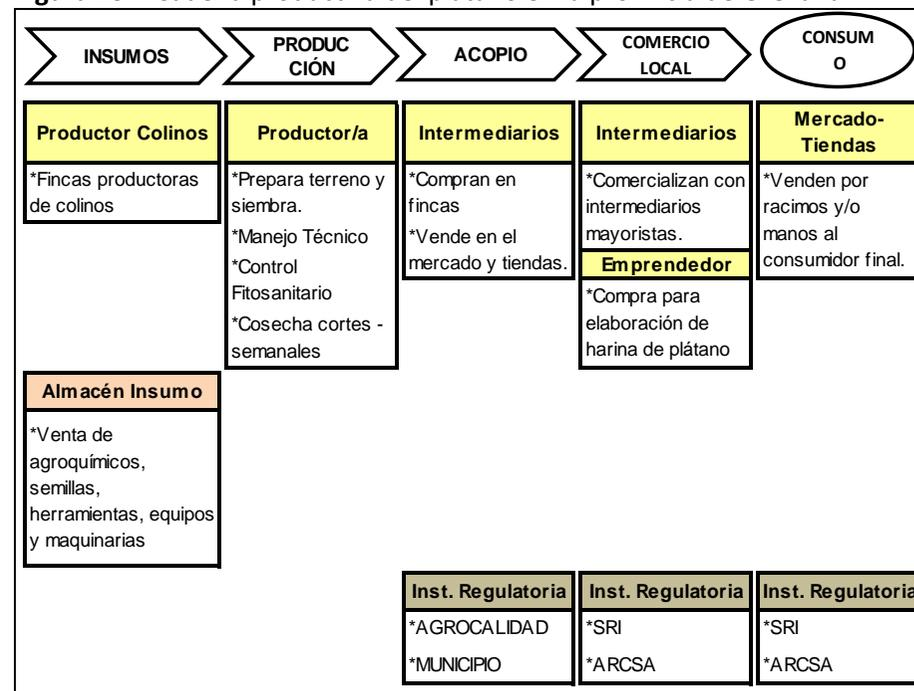 INSUMOS
PRODUC
CIÓN
ACOPIO
COMERCIO
LOCAL
CONSUM
O
Productor Colinos
*Fincas productoras
de colinos
Almacén Insumo
*Venta de
agroquímicos,
semillas,
herramientas, equipos
y maquinarias
Productor/a
*Prepara terreno y
siembra.
*Manejo Técnico
*Control
Fitosanitario
*Cosecha cortes -
semanales
Intermediarios
*Compran en
fincas
*Vende en el
mercado y tiendas.
Inst. Regulatoria
*AGROCALIDAD
*MUNICIPIO
Intermediarios
*Comercializan con
intermediarios
mayoristas.
Emprendedor
*Compra para
elaboración de
harina de plátano
Inst. Regulatoria
*SRI
*ARCSA
Mercado-
Tiendas
*Venden por
racimos y/o
manos al
consumidor final.
Inst. Regulatoria
*SRI
*ARCSA